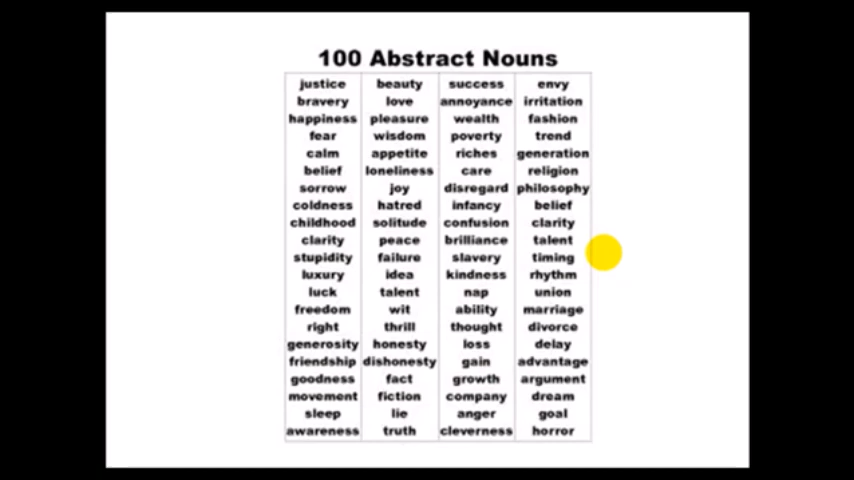 100 Abstract Nouns
justice beauty success envy
bravery love annoyance irritation
happiness pleasure wealth fashion
fear wisdom poverty trend
calm appetite riches generation
belief loneliness care religion
sorrow joy disregard philosophy
coldness hatred infancy belief
childhood solitude confusion clarity
clarity peace brilliance talent
stupidity failure slavery timing
luxury idea kindness rhythm
luck talent nap union
freedom wit ability marriage
right thrill thought divorce
generosity honesty loss delay
friendship dishonesty gain advantage
goodness fact growth argument
movement fiction company dream
sleep lie anger goal
awareness truth cleverness horror